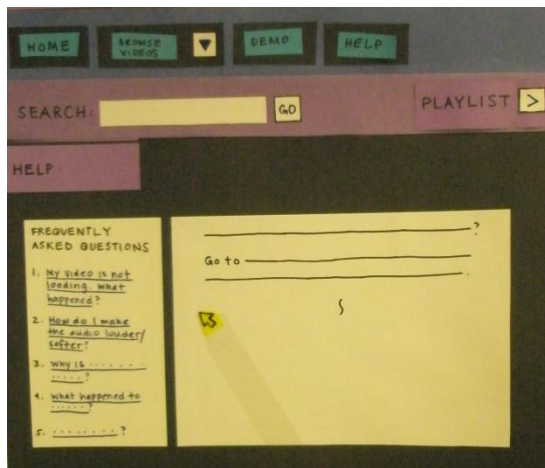 HOME
BROWSE
VIDEOS
DEMO
HELP
SEARCH:
GO
PLAYLIST >
HELP:
FREQUENTLY
ASKED QUESTIONS
1. My video is not
loading. what
happened?
2. How do I make
the audio louder/
softer?
3. Why is .......
.....?
4. What happened to
.....?
5. ........?
?
Go to
.